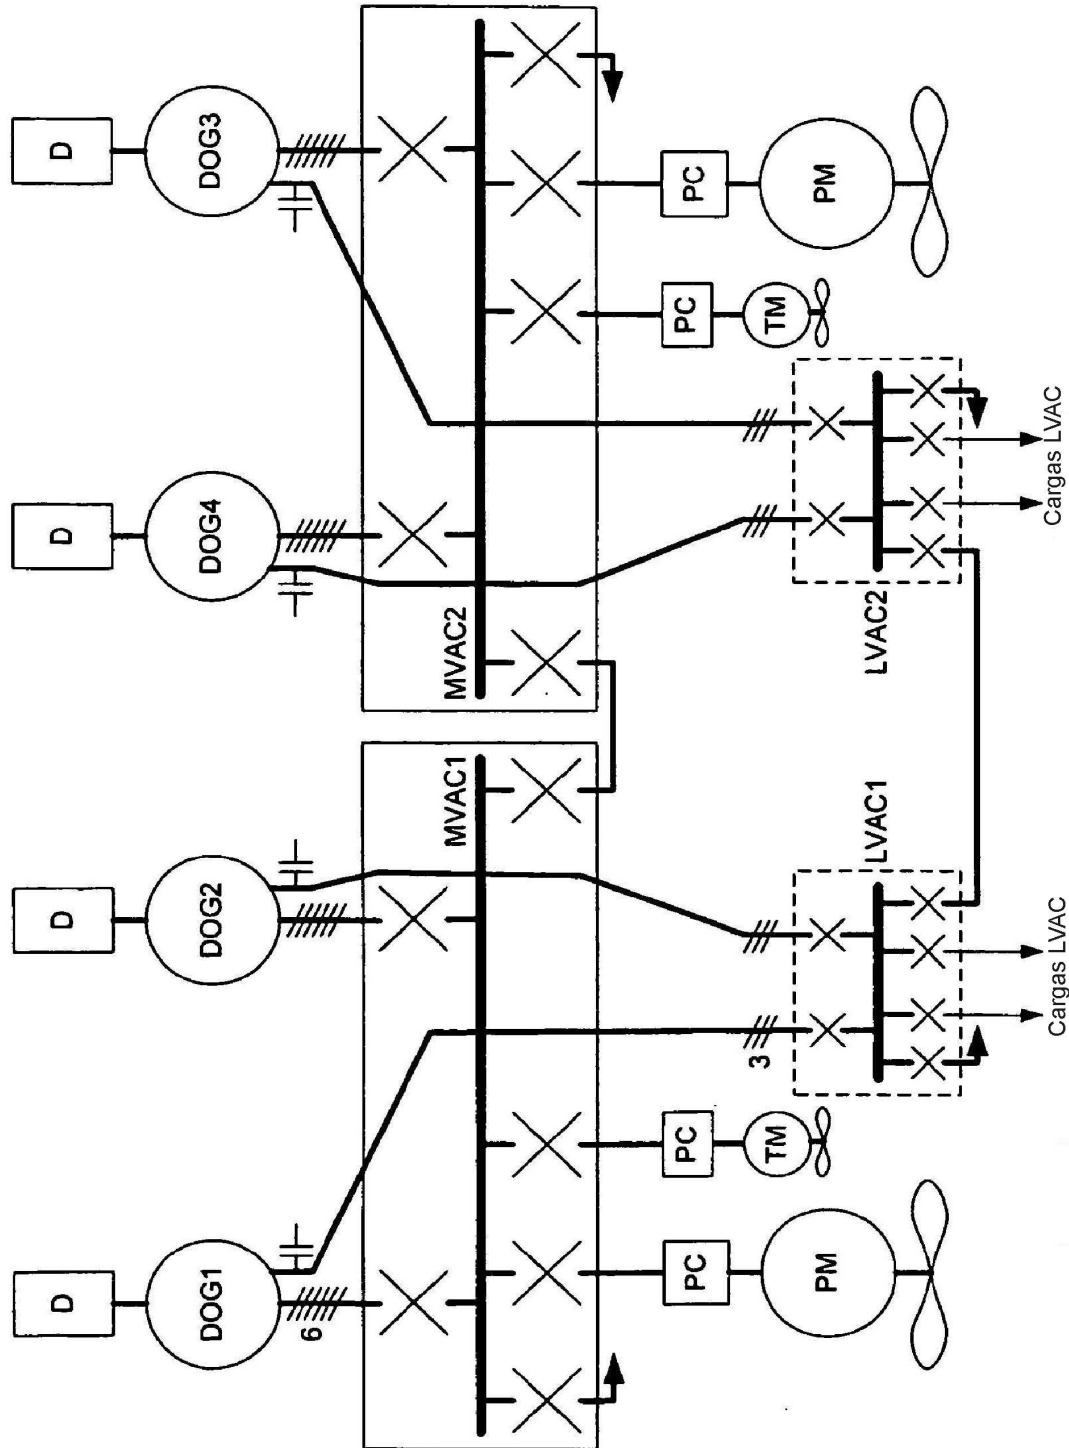 D
D
D
D
DOG1
DOG2
DOG4
DOG3
6
MVAC1
MVAC2
3
PC
PC
PC
PC
PM
TM
TM
PM
LVAC1
LVAC2
Cargas LVAC
Cargas LVAC